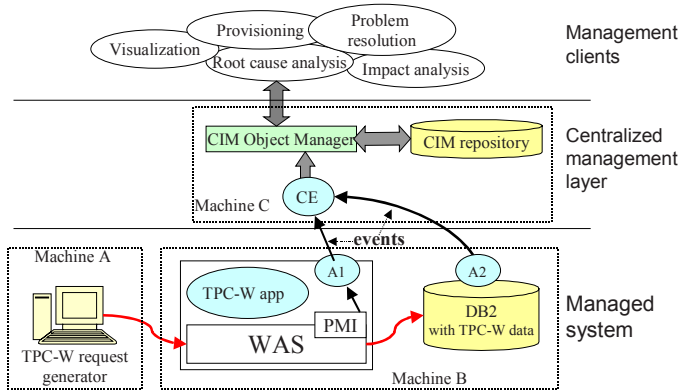 Provisioning
Problem
resolution
Visualization
Root cause analysis
Impact analysis
Management
clients
CIM Object Manager
CIM repository
Centralized
management
layer
Machine C
CE
events
Machine A
A1
A2
TPC-W app
PMI
WAS
DB2
with TPC-W data
Managed
system
TPC-W request
generator
Machine B